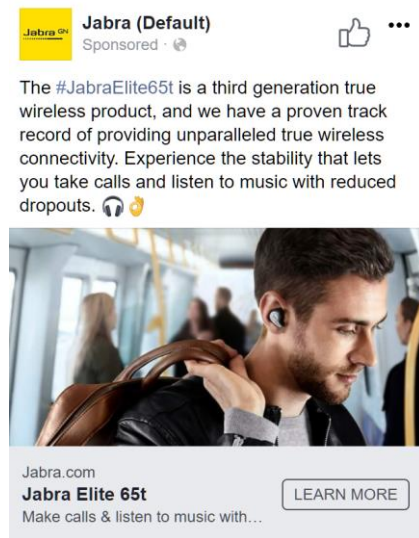 Jabra GN
Jabra (Default)
Sponsored ·
The #JabraElite65t is a third generation true
wireless product, and we have a proven track
record of providing unparalleled true wireless
connectivity. Experience the stability that lets
you take calls and listen to music with reduced
dropouts. 🎧👌
Jabra.com
Jabra Elite 65t
LEARN MORE
Make calls & listen to music with…